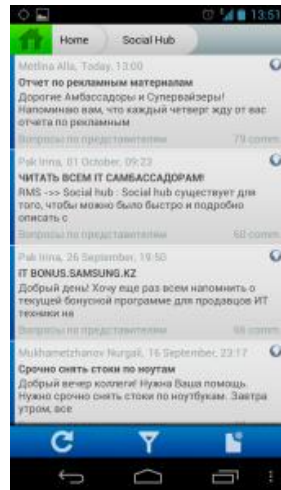 13:51
Home Social Hub
Metlina Alla, Today, 13:00
Отчет по рекламным материалам
Дорогие Амбассадоры и Супервайзеры!
Напоминаю вам, что каждый четверг жду от вас
отчета по рекламным
Вопросы по представителям 79 comm
Pak Irina, 01 October, 09:23
ЧИТАТЬ ВСЕМ IT САМБАССАДОРАМ!
RMS ->> Social hub : Social hub существует для
того, чтобы можно было быстро и подробно
описать с
Вопросы по представителям 60 comm
Pak Irina, 26 September, 19:50
IT BONUS.SAMSUNG.KZ
Добрый день! Хочу еще раз всем напомнить о
текущей бонусной программе для продавцов ИТ
техники на
Вопросы по представителям 66 comm
Mukhametzhanov Nurgali, 16 September, 23:17
Срочно снять стоки по ноутам
Добрый вечер коллеги! Нужна Ваша помощь.
Нужно срочно снять стоки по ноутбукам. Завтра
утром, все